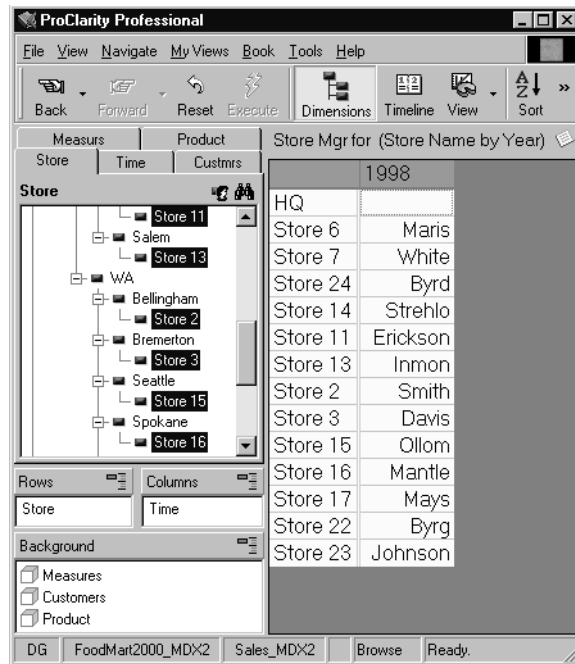 ProClarity Professional
File View Navigate My Views Book Tools Help
Back Forward Reset Execute Dimensions Timeline View Sort »
Measurs Product
Store Time Custmrs
Store
Store 11
Salem
Store 13
WA
Bellingham
Store 2
Bremerton
Store 3
Seattle
Store 15
Spokane
Store 16
Rows Columns
Store Time
Background
Measures
Customers
Product
Store Mgr for (Store Name by Year)
1998
HQ
Store 6 Maris
Store 7 White
Store 24 Byrd
Store 14 Strehlo
Store 11 Erickson
Store 13 Inmon
Store 2 Smith
Store 3 Davis
Store 15 Ollom
Store 16 Mantle
Store 17 Mays
Store 22 Byrg
Store 23 Johnson
DG FoodMart2000_MDX2 Sales_MDX2 Browse Ready.